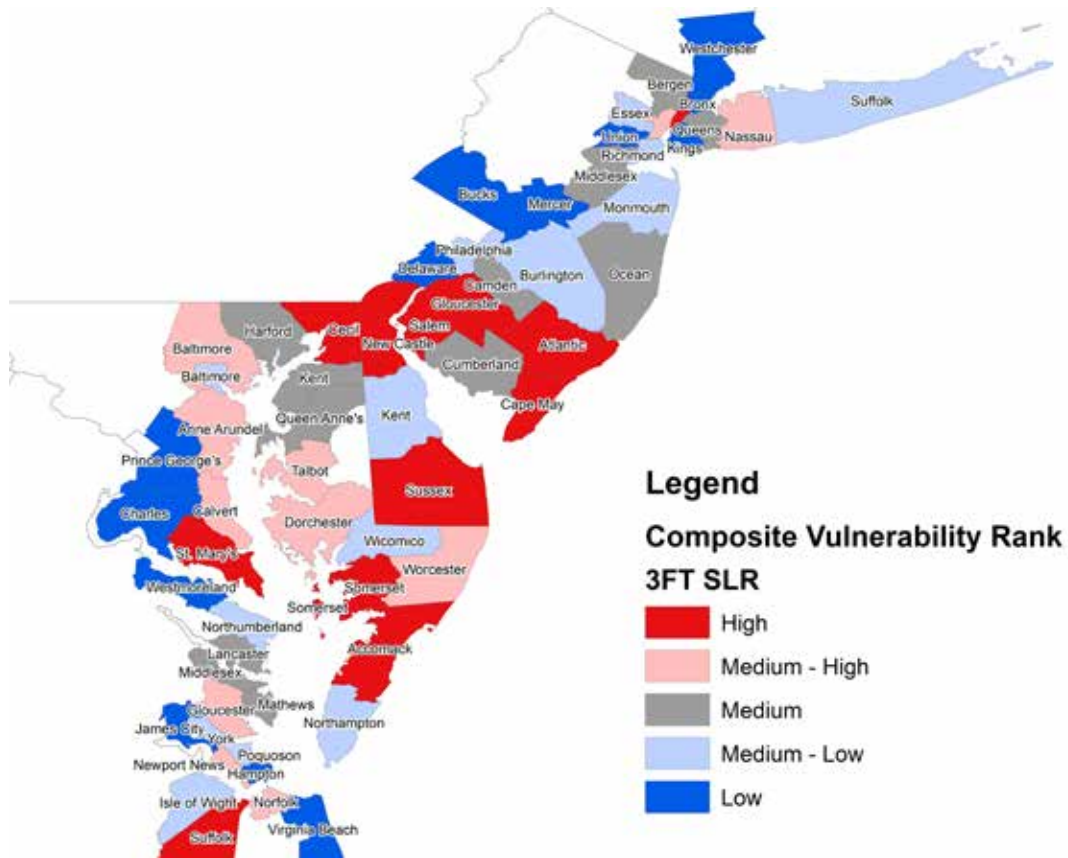 Westchester
Bergen
Bronx
Essex
Suffolk
Queens
Nassau
Union
Kings
Richmond
Middlesex
Bucks
Mercer
Monmouth
Philadelphia
Delaware
Burlington
Ocean
Camden
Gloucester
Salem
Harford
Cecil
New Castle
Atlantic
Baltimore
Cumberland
Baltimore
Kent
Cape May
Kent
Queen Anne's
Anne Arundel
Prince George's
Talbot
Sussex
Charles
Calvert
Dorchester
Wicomico
St. Mary's
Worcester
Westmoreland
Somerset
Somerset
Northumberland
Lancaster
Accomack
Middlesex
Mathews
Gloucester
Northampton
James City
York
Poquoson
Newport News
Hampton
Isle of Wight
Norfolk
Virginia Beach
Suffolk
Legend
Composite Vulnerability Rank
3FT SLR
High
Medium - High
Medium
Medium - Low
Low